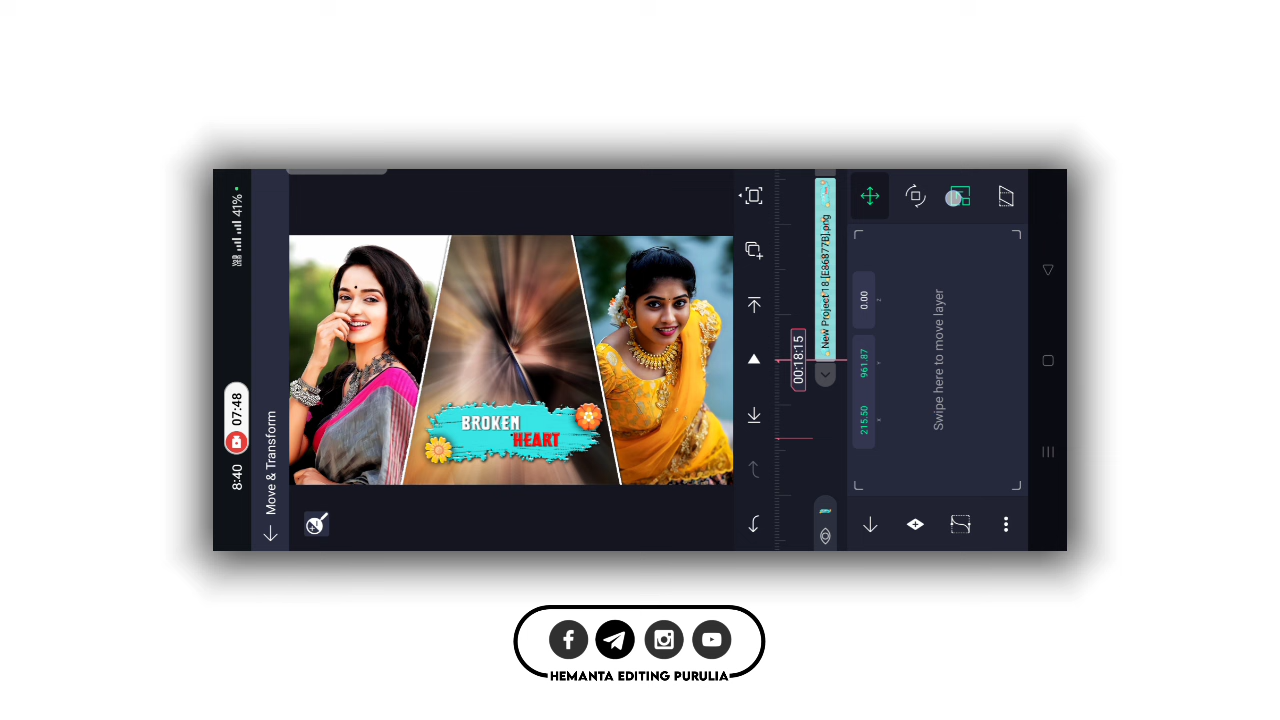 8:40
07:48
41%
Move & Transform
BROKEN
HEART
00:18:15
New Project 18 [E86877B].png
215.50
961.87
0.00
X
Y
Z
Swipe here to move layer
HEMANTA EDITING PURULIA